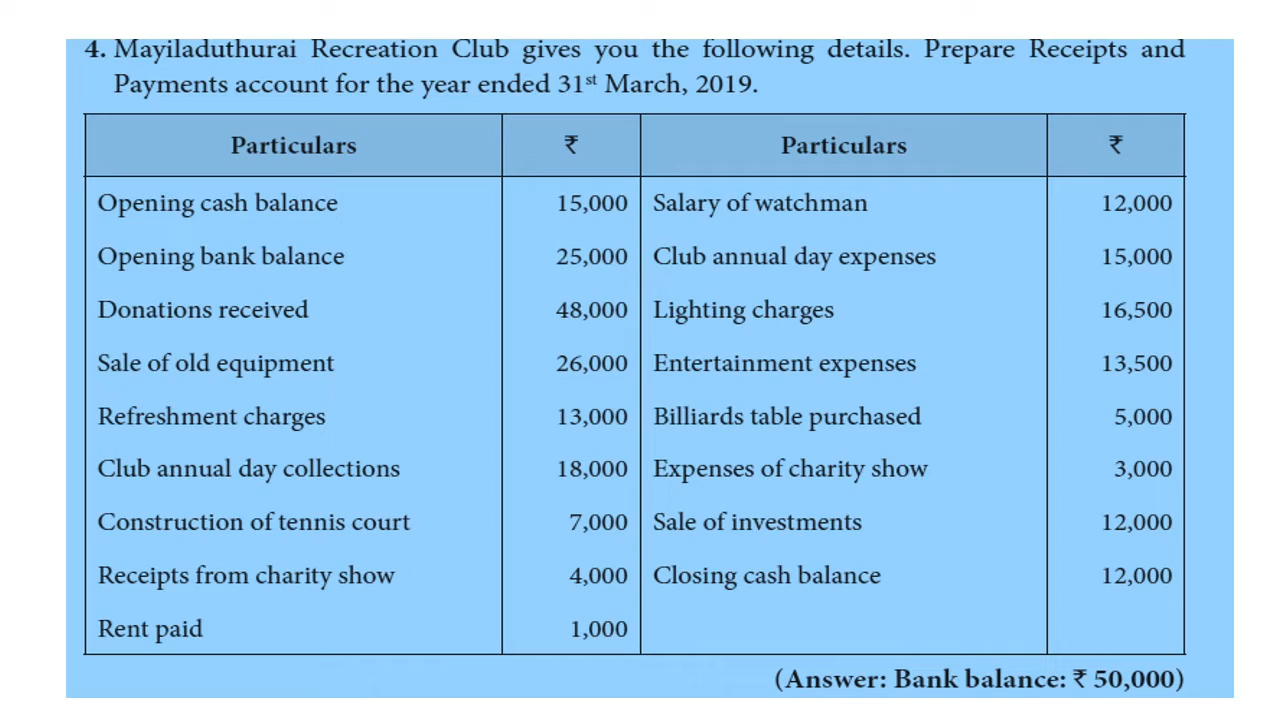 4. Mayiladuthurai Recreation Club gives you the following details. Prepare Receipts and
Payments account for the year ended 31st March, 2019.
Particulars ₹ Particulars ₹
Opening cash balance 15,000 Salary of watchman 12,000
Opening bank balance 25,000 Club annual day expenses 15,000
Donations received 48,000 Lighting charges 16,500
Sale of old equipment 26,000 Entertainment expenses 13,500
Refreshment charges 13,000 Billiards table purchased 5,000
Club annual day collections 18,000 Expenses of charity show 3,000
Construction of tennis court 7,000 Sale of investments 12,000
Receipts from charity show 4,000 Closing cash balance 12,000
Rent paid 1,000
(Answer: Bank balance: ₹ 50,000)